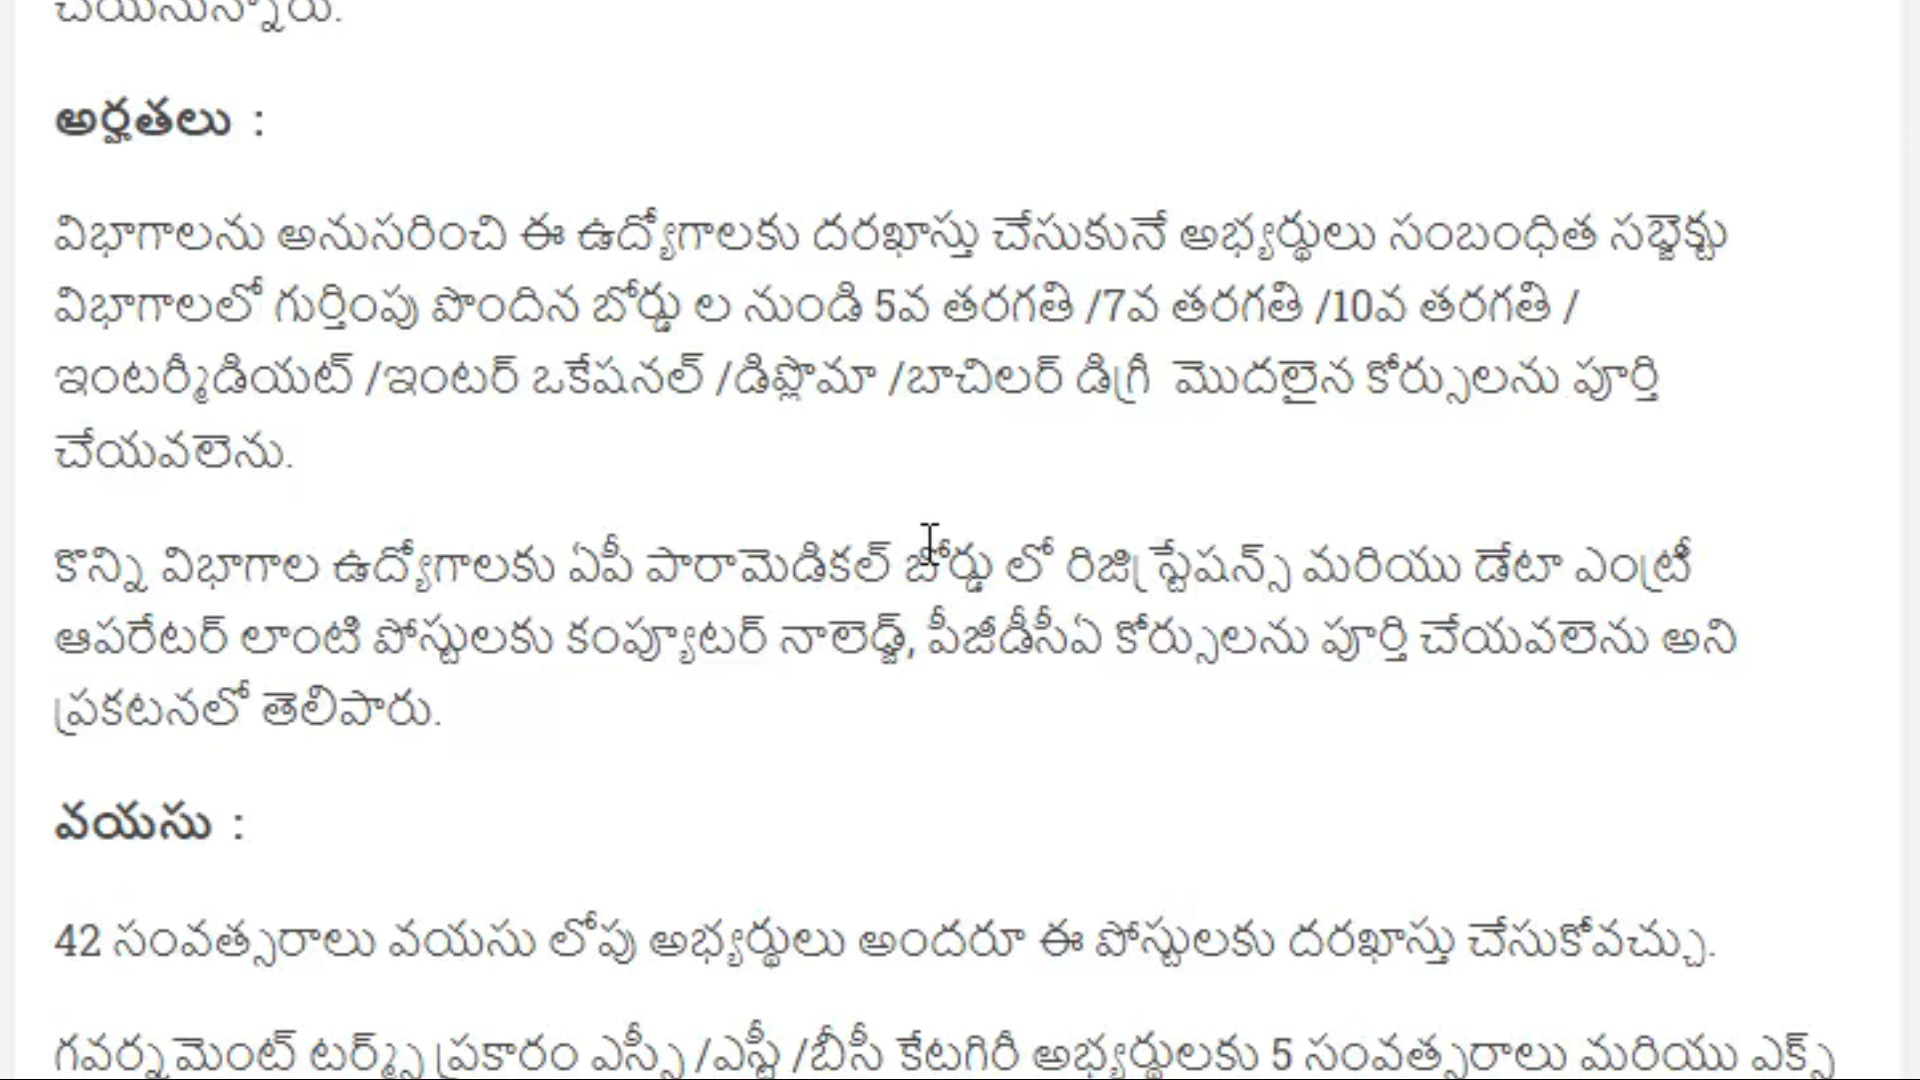 చేయనున్నారు.
అర్హతలు :
విభాగాలను అనుసరించి ఈ ఉద్యోగాలకు దరఖాస్తు చేసుకునే అభ్యర్థులు సంబంధిత సబ్జెక్టు
విభాగాలలో గుర్తింపు పొందిన బోర్డు ల నుండి 5వ తరగతి /7వ తరగతి /10వ తరగతి /
ఇంటర్మీడియట్ /ఇంటర్ ఒకేషనల్ /డిప్లొమా /బాచిలర్ డిగ్రీ మొదలైన కోర్సులను పూర్తి
చేయవలెను.
కొన్ని విభాగాల ఉద్యోగాలకు ఏపీ పారామెడికల్ బోర్డు లో రిజిస్ట్రేషన్స్ మరియు డేటా ఎంట్రీ
ఆపరేటర్ లాంటి పోస్టులకు కంప్యూటర్ నాలెడ్జ్, పీజీడీసీఏ కోర్సులను పూర్తి చేయవలెను అని
ప్రకటనలో తెలిపారు.
వయసు :
42 సంవత్సరాలు వయసు లోపు అభ్యర్థులు అందరూ ఈ పోస్టులకు దరఖాస్తు చేసుకోవచ్చు.
గవర్నమెంట్ టర్మ్స్ ప్రకారం ఎస్సీ /ఎస్టీ /బీసీ కేటగిరీ అభ్యర్థులకు 5 సంవత్సరాలు మరియు ఎక్స్